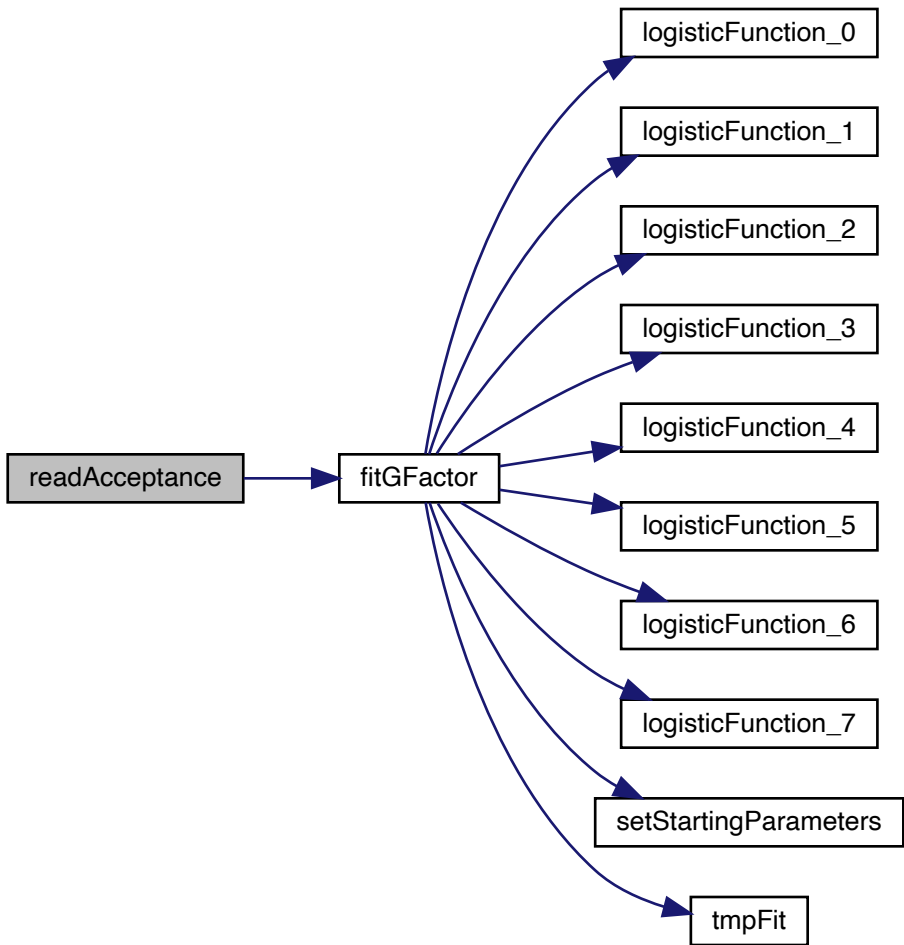 logisticFunction_0
logisticFunction_1
logisticFunction_2
logisticFunction_3
logisticFunction_4
readAcceptance
fitGFactor
logisticFunction_5
logisticFunction_6
logisticFunction_7
setStartingParameters
tmpFit